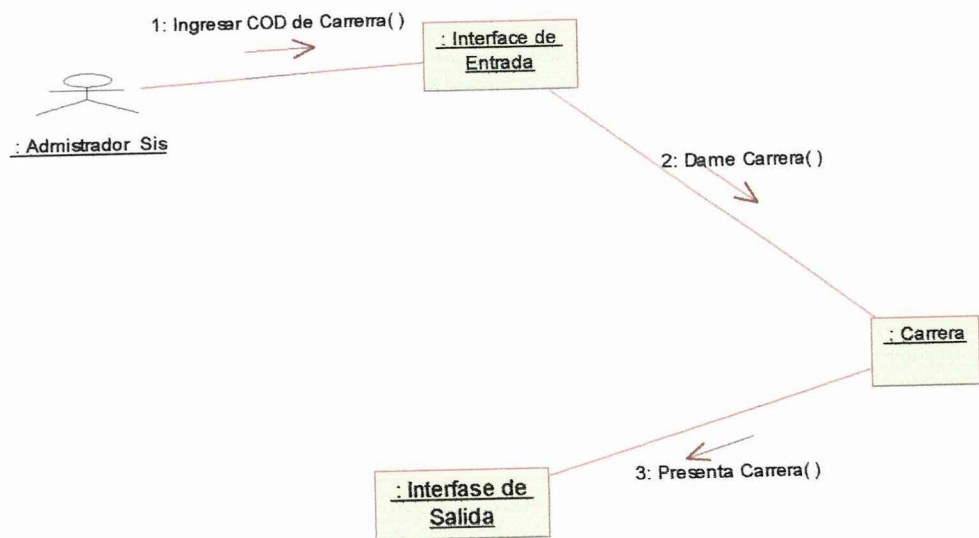 1: Ingresar COD de Carrerra( )
: Interface de
Entrada
: Admistrador Sis
2: Dame Carrera( )
: Carrera
3: Presenta Carrera( )
: Interfase de
Salida